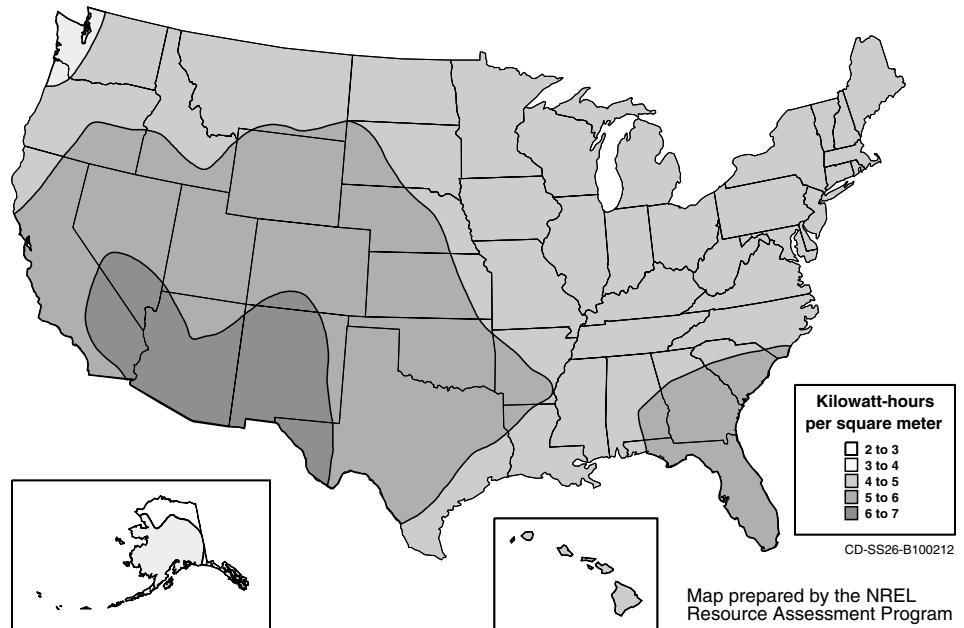 Kilowatt-hours
per square meter
2 to 3
3 to 4
4 to 5
5 to 6
6 to 7
CD-SS26-B100212
Map prepared by the NREL
Resource Assessment Program